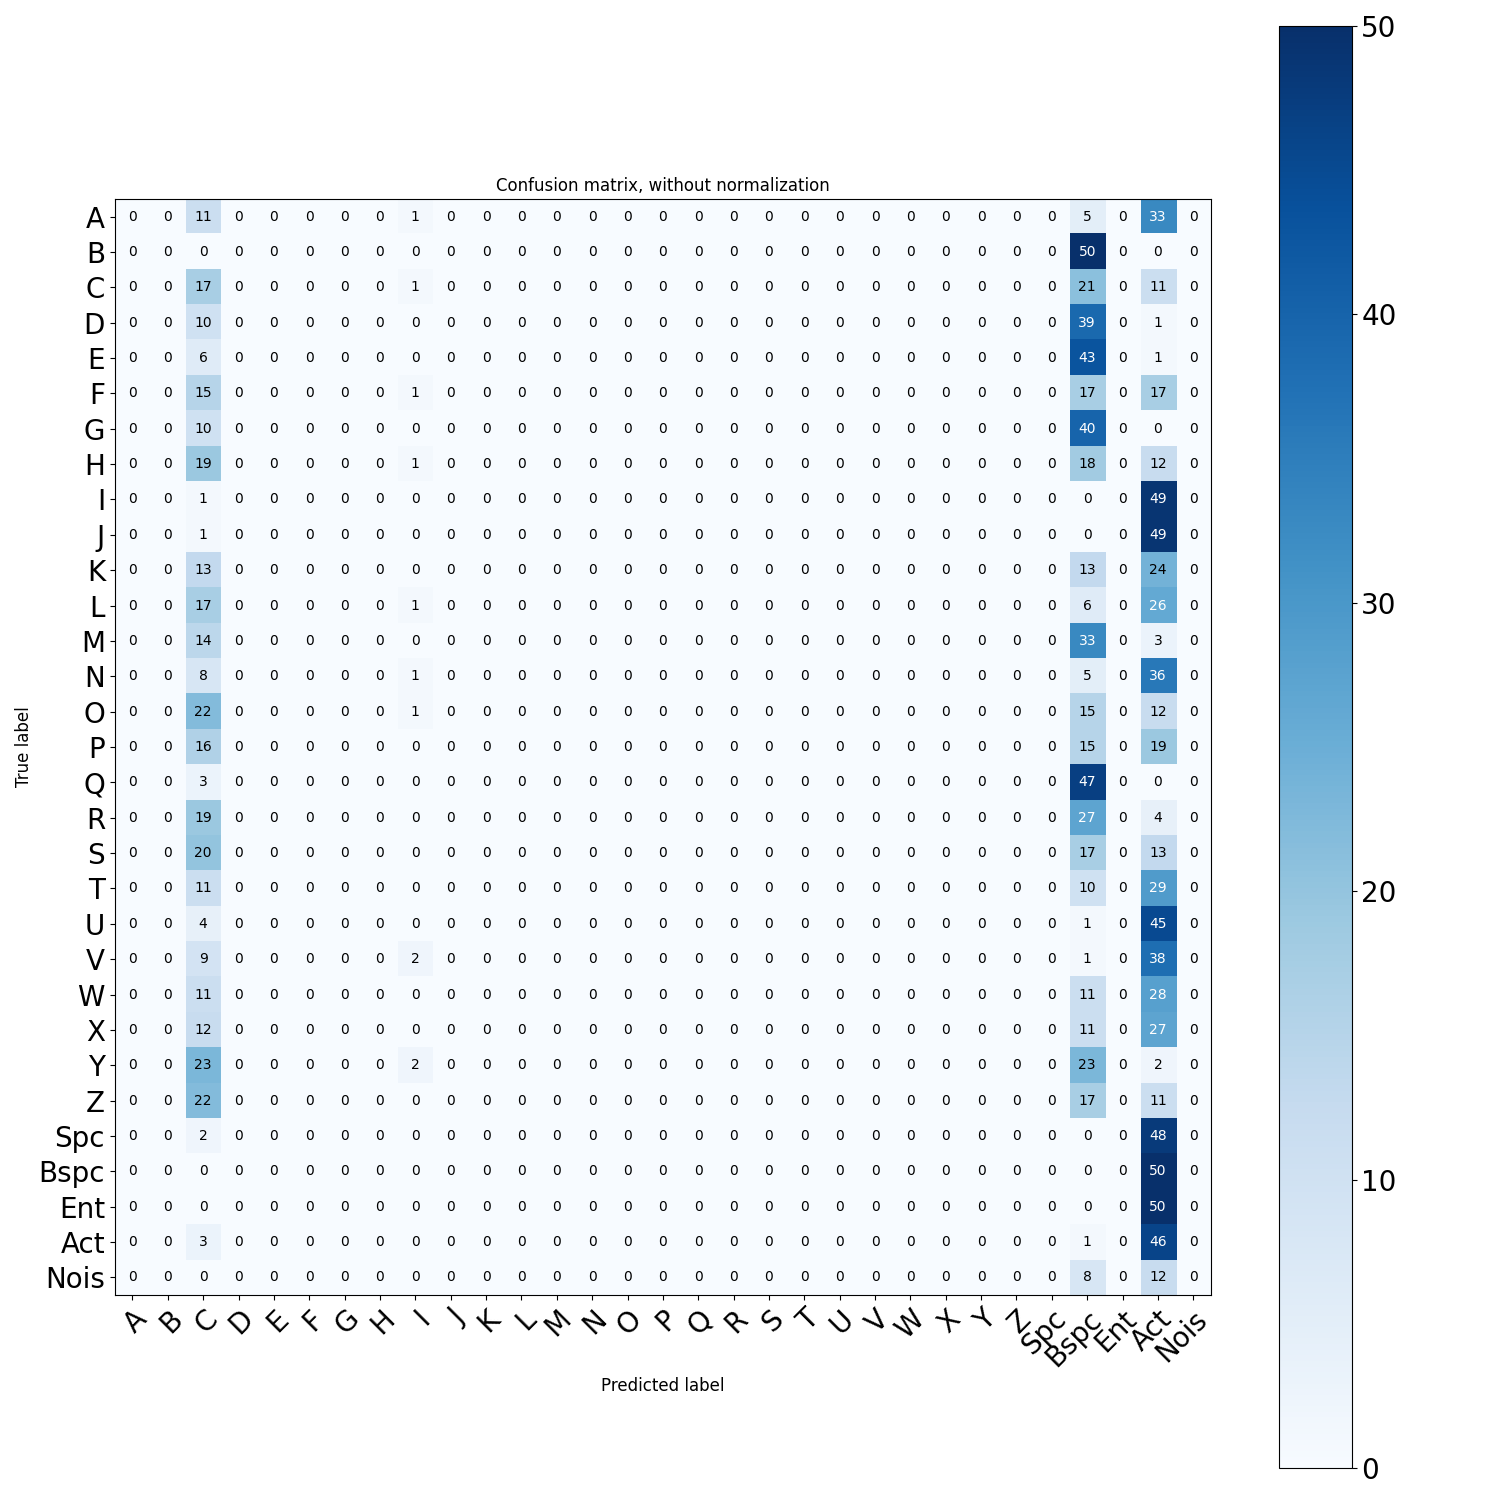 Confusion matrix, without normalization
A 0 0 11 0 0 0 0 0 1 0 0 0 0 0 0 0 0 0 0 0 0 0 0 0 0 0 0 5 0 33 0
B 0 0 0 0 0 0 0 0 0 0 0 0 0 0 0 0 0 0 0 0 0 0 0 0 0 0 0 50 0 0 0
C 0 0 17 0 0 0 0 0 1 0 0 0 0 0 0 0 0 0 0 0 0 0 0 0 0 0 0 21 0 11 0
D 0 0 10 0 0 0 0 0 0 0 0 0 0 0 0 0 0 0 0 0 0 0 0 0 0 0 0 39 0 1 0
E 0 0 6 0 0 0 0 0 0 0 0 0 0 0 0 0 0 0 0 0 0 0 0 0 0 0 0 43 0 1 0
F 0 0 15 0 0 0 0 0 1 0 0 0 0 0 0 0 0 0 0 0 0 0 0 0 0 0 0 17 0 17 0
G 0 0 10 0 0 0 0 0 0 0 0 0 0 0 0 0 0 0 0 0 0 0 0 0 0 0 0 40 0 0 0
H 0 0 19 0 0 0 0 0 1 0 0 0 0 0 0 0 0 0 0 0 0 0 0 0 0 0 0 18 0 12 0
I 0 0 1 0 0 0 0 0 0 0 0 0 0 0 0 0 0 0 0 0 0 0 0 0 0 0 0 0 0 49 0
J 0 0 1 0 0 0 0 0 0 0 0 0 0 0 0 0 0 0 0 0 0 0 0 0 0 0 0 0 0 49 0
K 0 0 13 0 0 0 0 0 0 0 0 0 0 0 0 0 0 0 0 0 0 0 0 0 0 0 0 13 0 24 0
L 0 0 17 0 0 0 0 0 1 0 0 0 0 0 0 0 0 0 0 0 0 0 0 0 0 0 0 6 0 26 0
M 0 0 14 0 0 0 0 0 0 0 0 0 0 0 0 0 0 0 0 0 0 0 0 0 0 0 0 33 0 3 0
N 0 0 8 0 0 0 0 0 1 0 0 0 0 0 0 0 0 0 0 0 0 0 0 0 0 0 0 5 0 36 0
O 0 0 22 0 0 0 0 0 1 0 0 0 0 0 0 0 0 0 0 0 0 0 0 0 0 0 0 15 0 12 0
P 0 0 16 0 0 0 0 0 0 0 0 0 0 0 0 0 0 0 0 0 0 0 0 0 0 0 0 15 0 19 0
Q 0 0 3 0 0 0 0 0 0 0 0 0 0 0 0 0 0 0 0 0 0 0 0 0 0 0 0 47 0 0 0
R 0 0 19 0 0 0 0 0 0 0 0 0 0 0 0 0 0 0 0 0 0 0 0 0 0 0 0 27 0 4 0
S 0 0 20 0 0 0 0 0 0 0 0 0 0 0 0 0 0 0 0 0 0 0 0 0 0 0 0 17 0 13 0
T 0 0 11 0 0 0 0 0 0 0 0 0 0 0 0 0 0 0 0 0 0 0 0 0 0 0 0 10 0 29 0
U 0 0 4 0 0 0 0 0 0 0 0 0 0 0 0 0 0 0 0 0 0 0 0 0 0 0 0 1 0 45 0
V 0 0 9 0 0 0 0 0 2 0 0 0 0 0 0 0 0 0 0 0 0 0 0 0 0 0 0 1 0 38 0
W 0 0 11 0 0 0 0 0 0 0 0 0 0 0 0 0 0 0 0 0 0 0 0 0 0 0 0 11 0 28 0
X 0 0 12 0 0 0 0 0 0 0 0 0 0 0 0 0 0 0 0 0 0 0 0 0 0 0 0 11 0 27 0
Y 0 0 23 0 0 0 0 0 2 0 0 0 0 0 0 0 0 0 0 0 0 0 0 0 0 0 0 23 0 2 0
Z 0 0 22 0 0 0 0 0 0 0 0 0 0 0 0 0 0 0 0 0 0 0 0 0 0 0 0 17 0 11 0
Spc 0 0 2 0 0 0 0 0 0 0 0 0 0 0 0 0 0 0 0 0 0 0 0 0 0 0 0 0 0 48 0
Bspc 0 0 0 0 0 0 0 0 0 0 0 0 0 0 0 0 0 0 0 0 0 0 0 0 0 0 0 0 0 50 0
Ent 0 0 0 0 0 0 0 0 0 0 0 0 0 0 0 0 0 0 0 0 0 0 0 0 0 0 0 0 0 50 0
Act 0 0 3 0 0 0 0 0 0 0 0 0 0 0 0 0 0 0 0 0 0 0 0 0 0 0 0 1 0 46 0
Nois 0 0 0 0 0 0 0 0 0 0 0 0 0 0 0 0 0 0 0 0 0 0 0 0 0 0 0 8 0 12 0
A B C D E F G H I J K L M N O P Q R S T U V W X Y Z Spc Bspc Ent Act Nois
Predicted label
True label
50
40
30
20
10
0